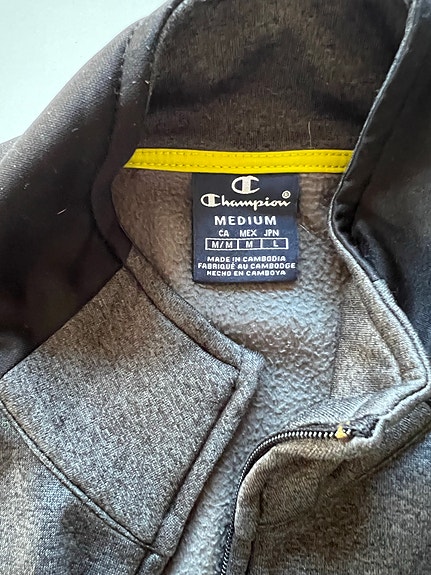 Champion®
MEDIUM
CA MEX JPN
M/M M L
MADE IN CAMBODIA
FABRIQUÉ AU CAMBODGE
HECHO EN CAMBOYA